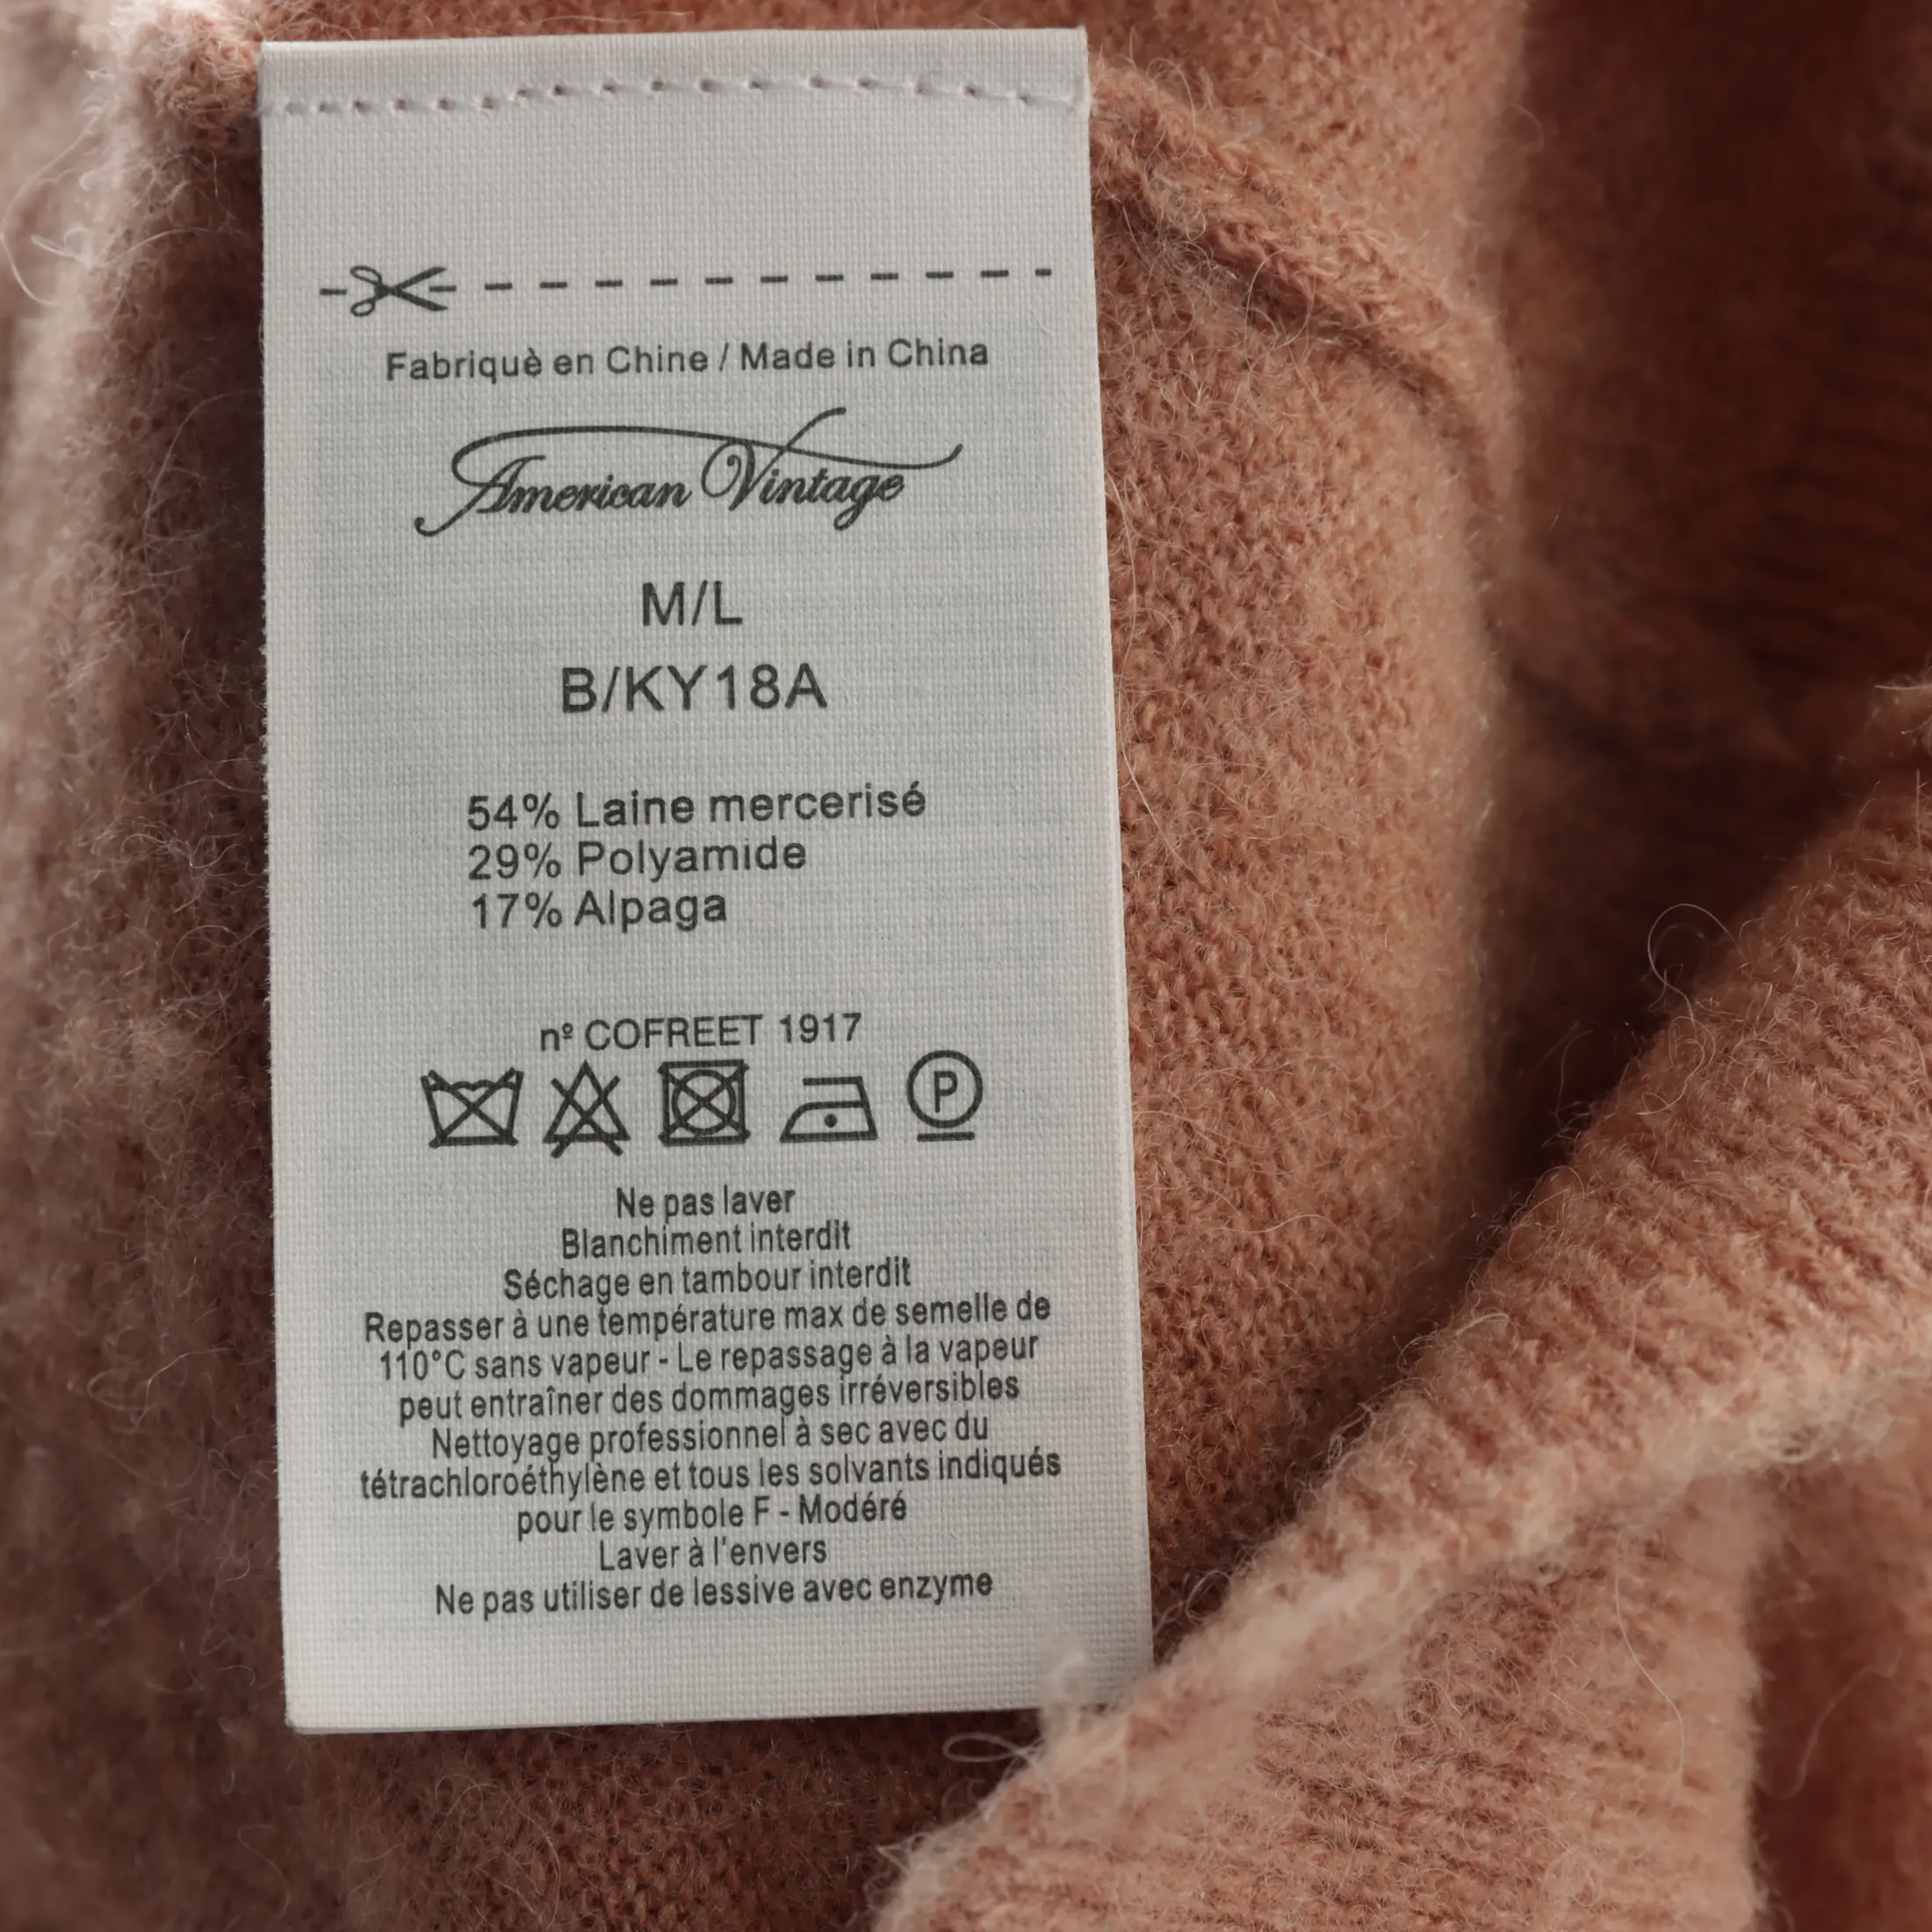 Fabriquè en Chine / Made in China
American Vintage
M/L
B/KY18A
54% Laine mercerisé
29% Polyamide
17% Alpaga
nº COFREET 1917
P
Ne pas laver
Blanchiment interdit
Séchage en tambour interdit
Repasser à une température max de semelle de
110°C sans vapeur - Le repassage à la vapeur
peut entraîner des dommages irréversibles
Nettoyage professionnel à sec avec du
tétrachloroéthylène et tous les solvants indiqués
pour le symbole F - Modéré
Laver à l'envers
Ne pas utiliser de lessive avec enzyme